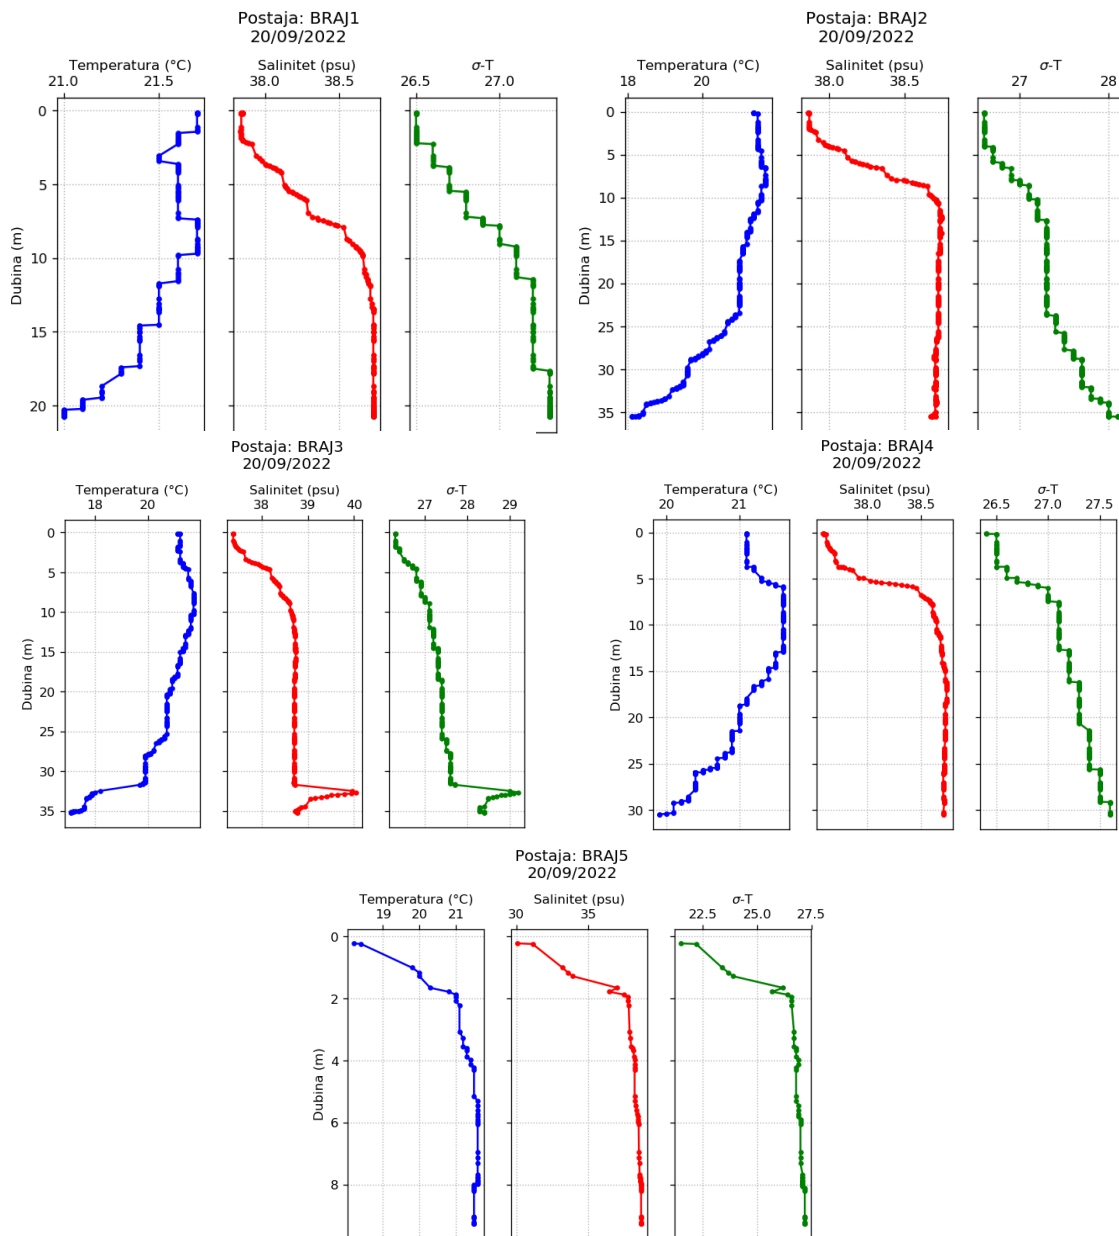 Postaja: BRAJ1
20/09/2022
Temperatura (°C)
Salinitet (psu)
σ-T
21.0 21.5
38.0 38.5
26.5 27.0
Dubina (m)
0
5
10
15
20
Postaja: BRAJ2
20/09/2022
Temperatura (°C)
Salinitet (psu)
σ-T
18 20
38.0 38.5
27 28
Dubina (m)
0
5
10
15
20
25
30
35
Postaja: BRAJ3
20/09/2022
Temperatura (°C)
Salinitet (psu)
σ-T
18 20
38 39 40
27 28 29
Dubina (m)
0
5
10
15
20
25
30
35
Postaja: BRAJ4
20/09/2022
Temperatura (°C)
Salinitet (psu)
σ-T
20 21
38.0 38.5
26.5 27.0 27.5
Dubina (m)
0
5
10
15
20
25
30
Postaja: BRAJ5
20/09/2022
Temperatura (°C)
Salinitet (psu)
σ-T
19 20 21
30 35
22.5 25.0 27.5
Dubina (m)
0
2
4
6
8